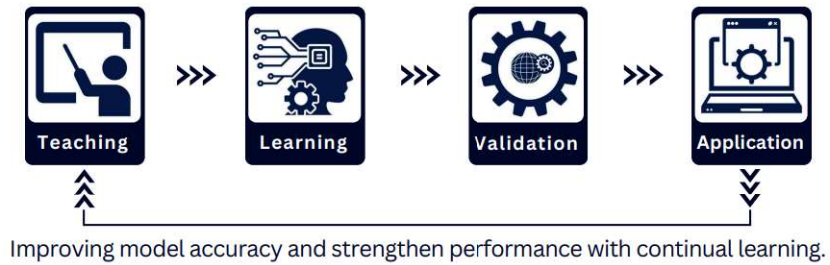 Teaching
Learning
Validation
Application
Improving model accuracy and strengthen performance with continual learning.